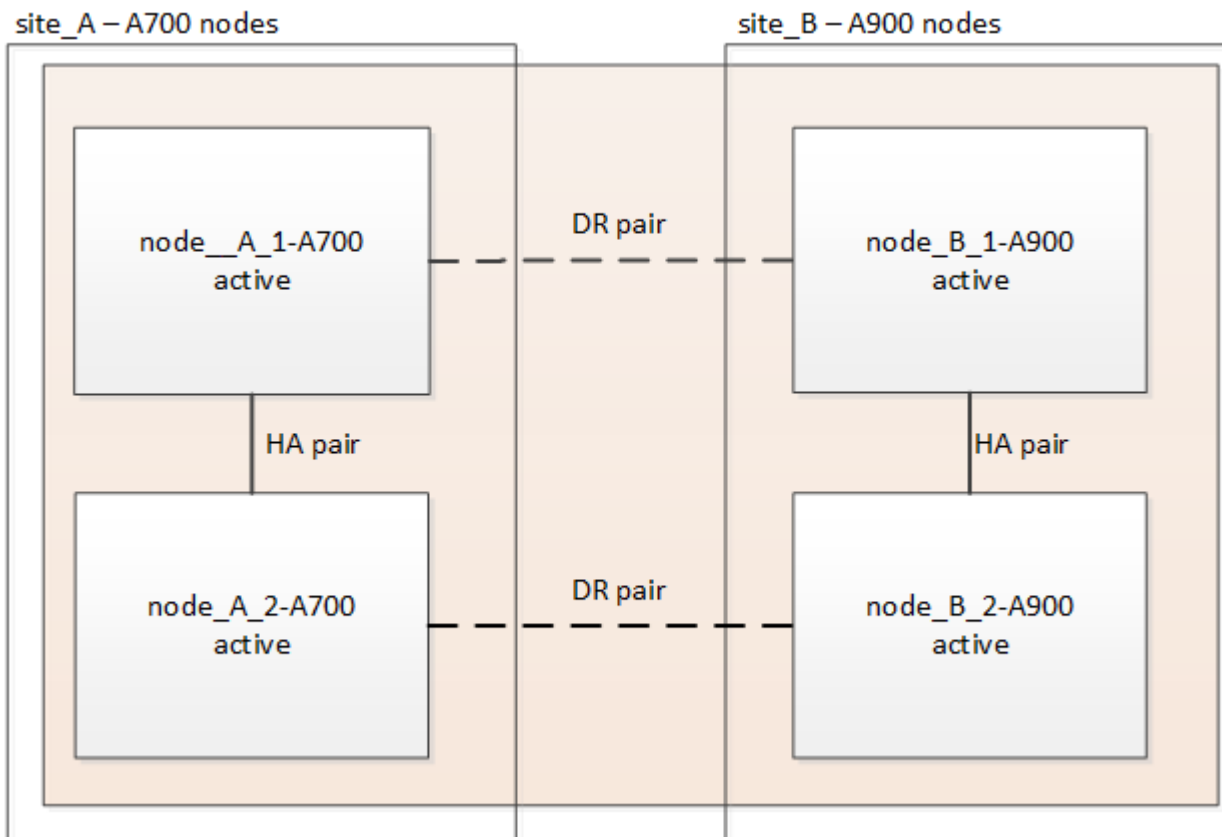 site_A – A700 nodes
site_B – A900 nodes
node__A_1-A700
active
DR pair
node_B_1-A900
active
HA pair
HA pair
node_A_2-A700
active
DR pair
node_B_2-A900
active